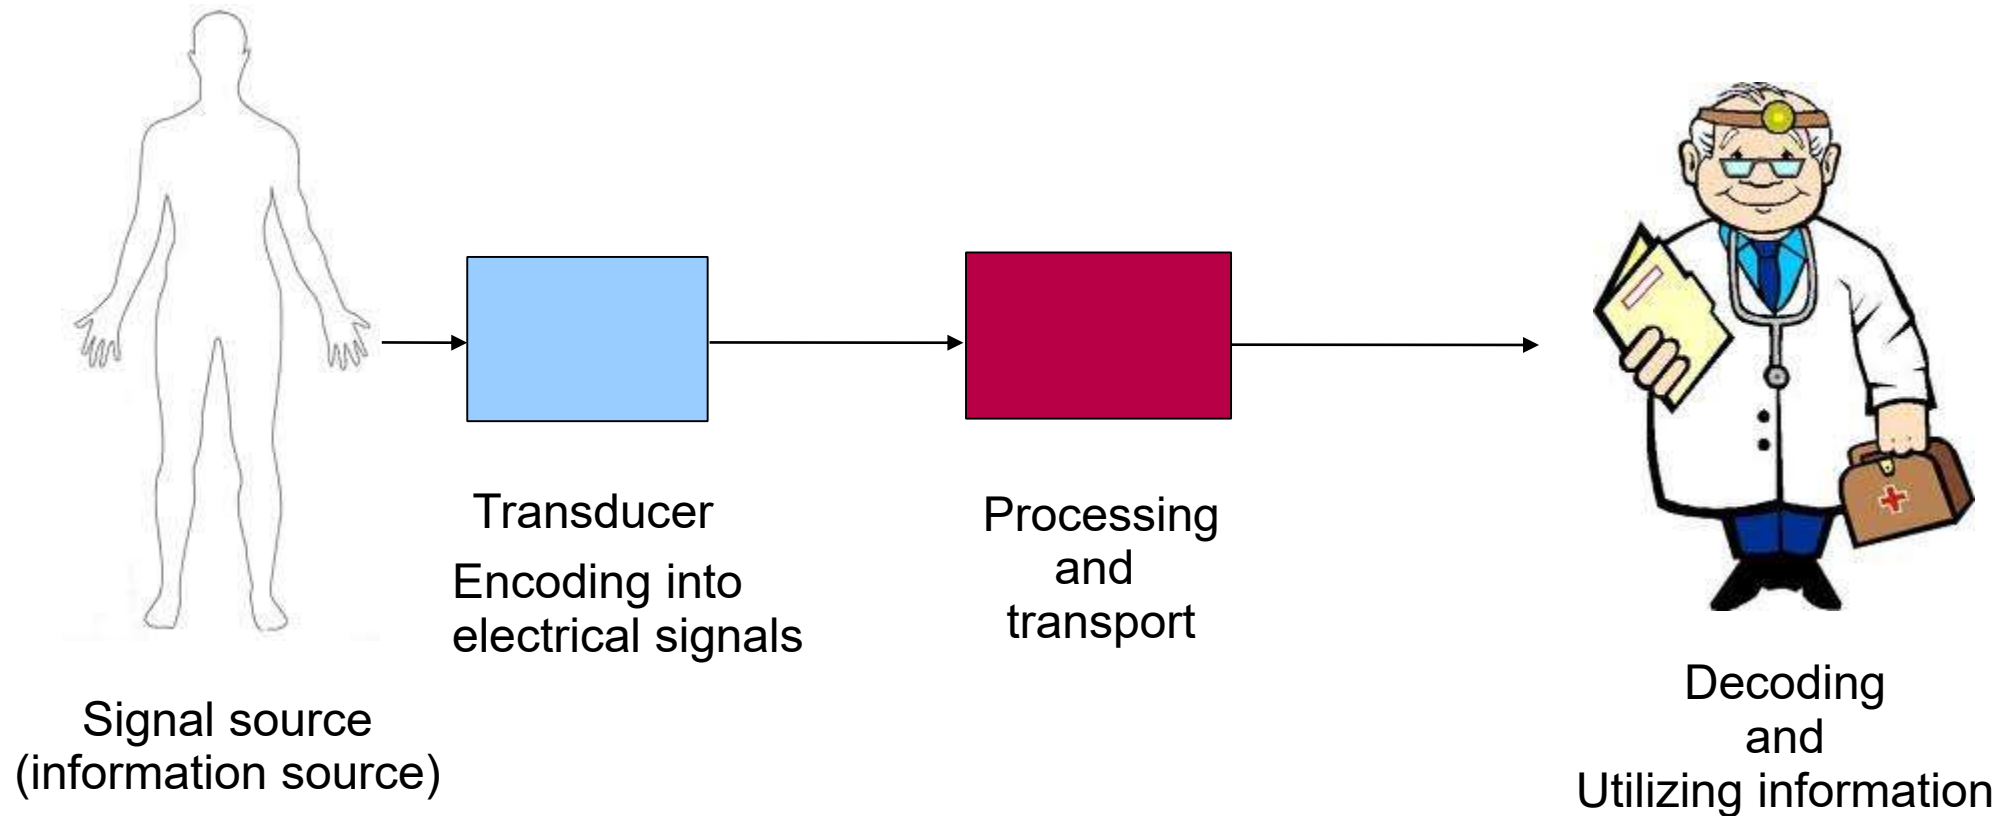 Signal source
(information source)
Transducer
Encoding into
electrical signals
Processing
and
transport
Decoding
and
Utilizing information